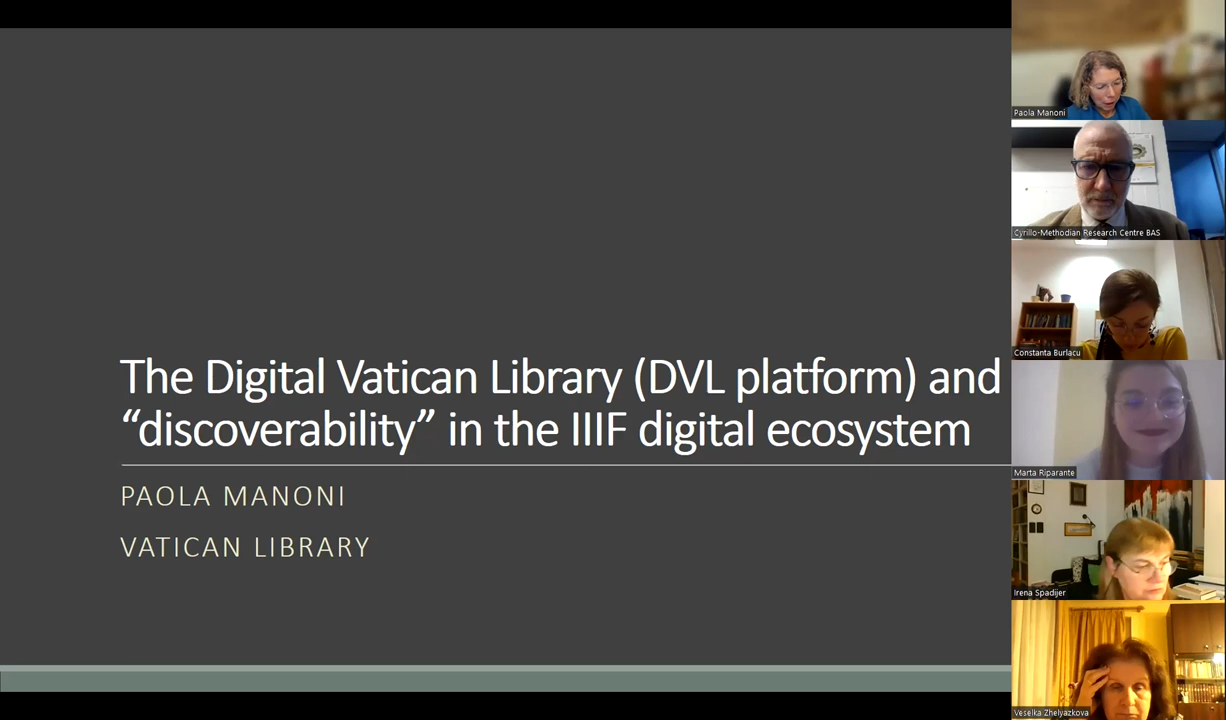 The Digital Vatican Library (DVL platform) and
“discoverability” in the IIIF digital ecosystem
PAOLA MANONI
VATICAN LIBRARY
Paola Manoni
Cyrillo-Methodian Research Centre BAS
Constanta Burlacu
Marta Riparante
Irena Spadijer
Veselka Zhelyazkova